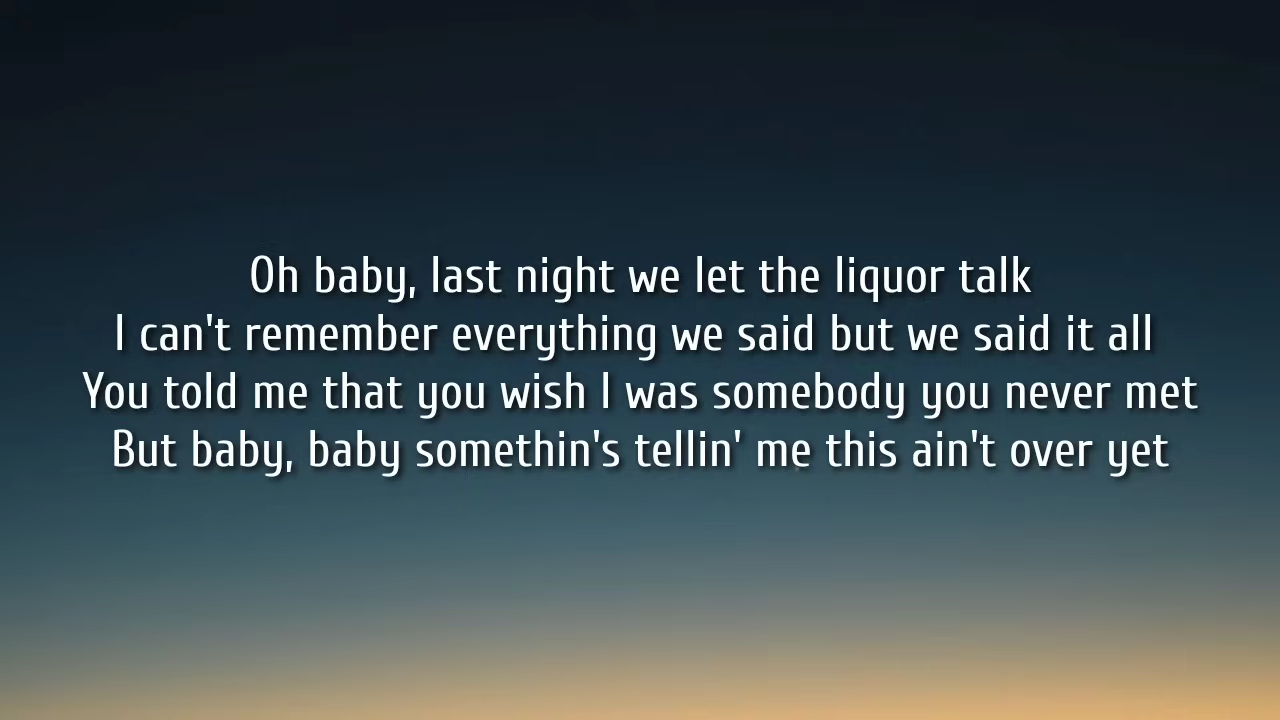 Oh baby, last night we let the liquor talk
I can't remember everything we said but we said it all
You told me that you wish I was somebody you never met
But baby, baby somethin's tellin' me this ain't over yet